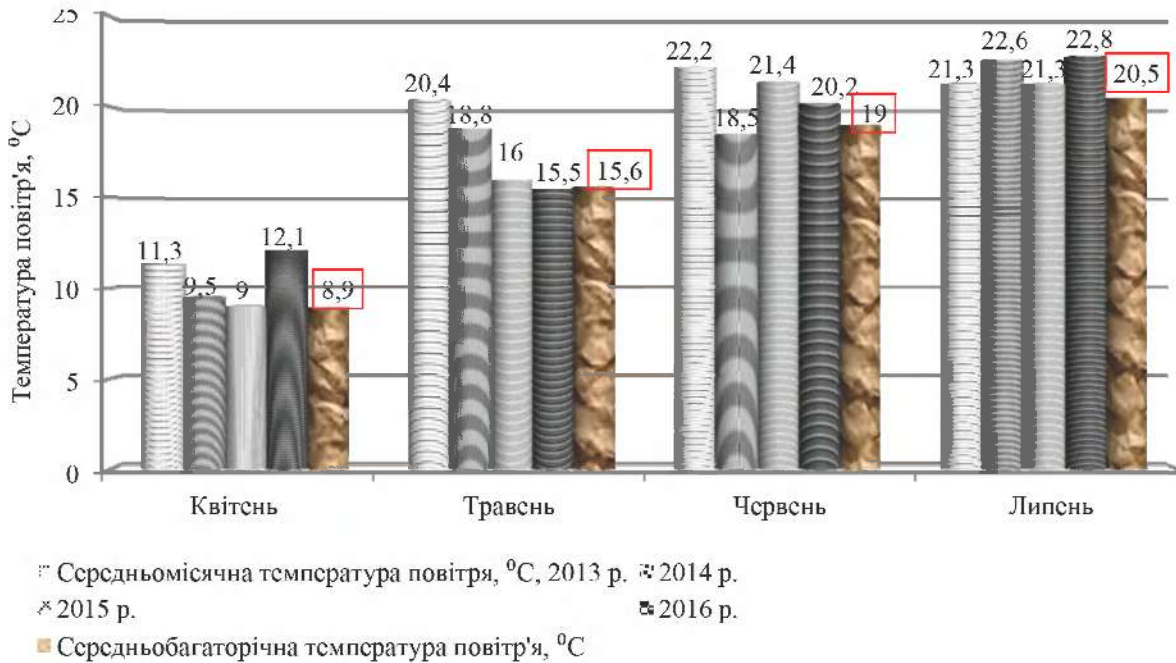 25
20
15
10
5
0
Температура повітр'я, ⁰С
11,3
9,5
9
12,1
8,9
20,4
18,8
16
15,5
15,6
22,2
18,5
21,4
20,2
19
21,3
22,6
21,3
22,8
20,5
Квітень
Травень
Червень
Липень
Середньомісячна температура повітря, ⁰С, 2013 р.
2014 р.
2015 р.
2016 р.
Середньобагаторічна температура повітр'я, ⁰С